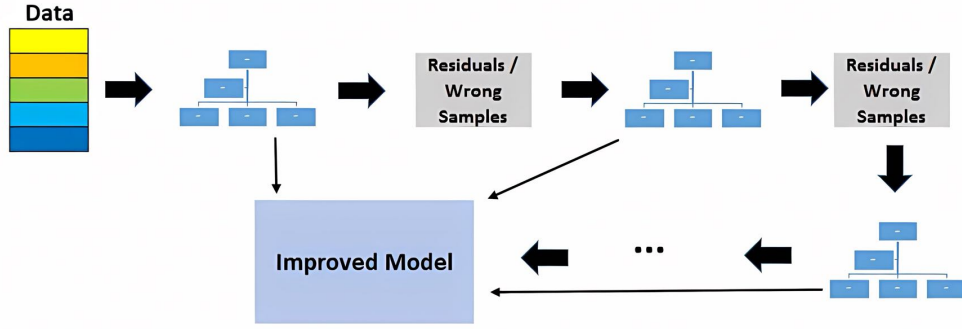 Data
Residuals /
Wrong
Samples
Residuals /
Wrong
Samples
Improved Model
...